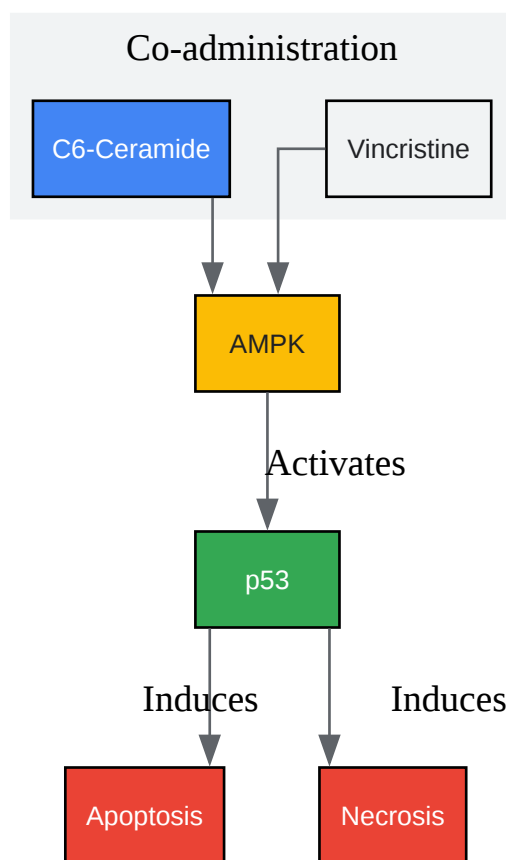 Co-administration
C6-Ceramide
Vincristine
AMPK
Activates
p53
Induces
Induces
Apoptosis
Necrosis